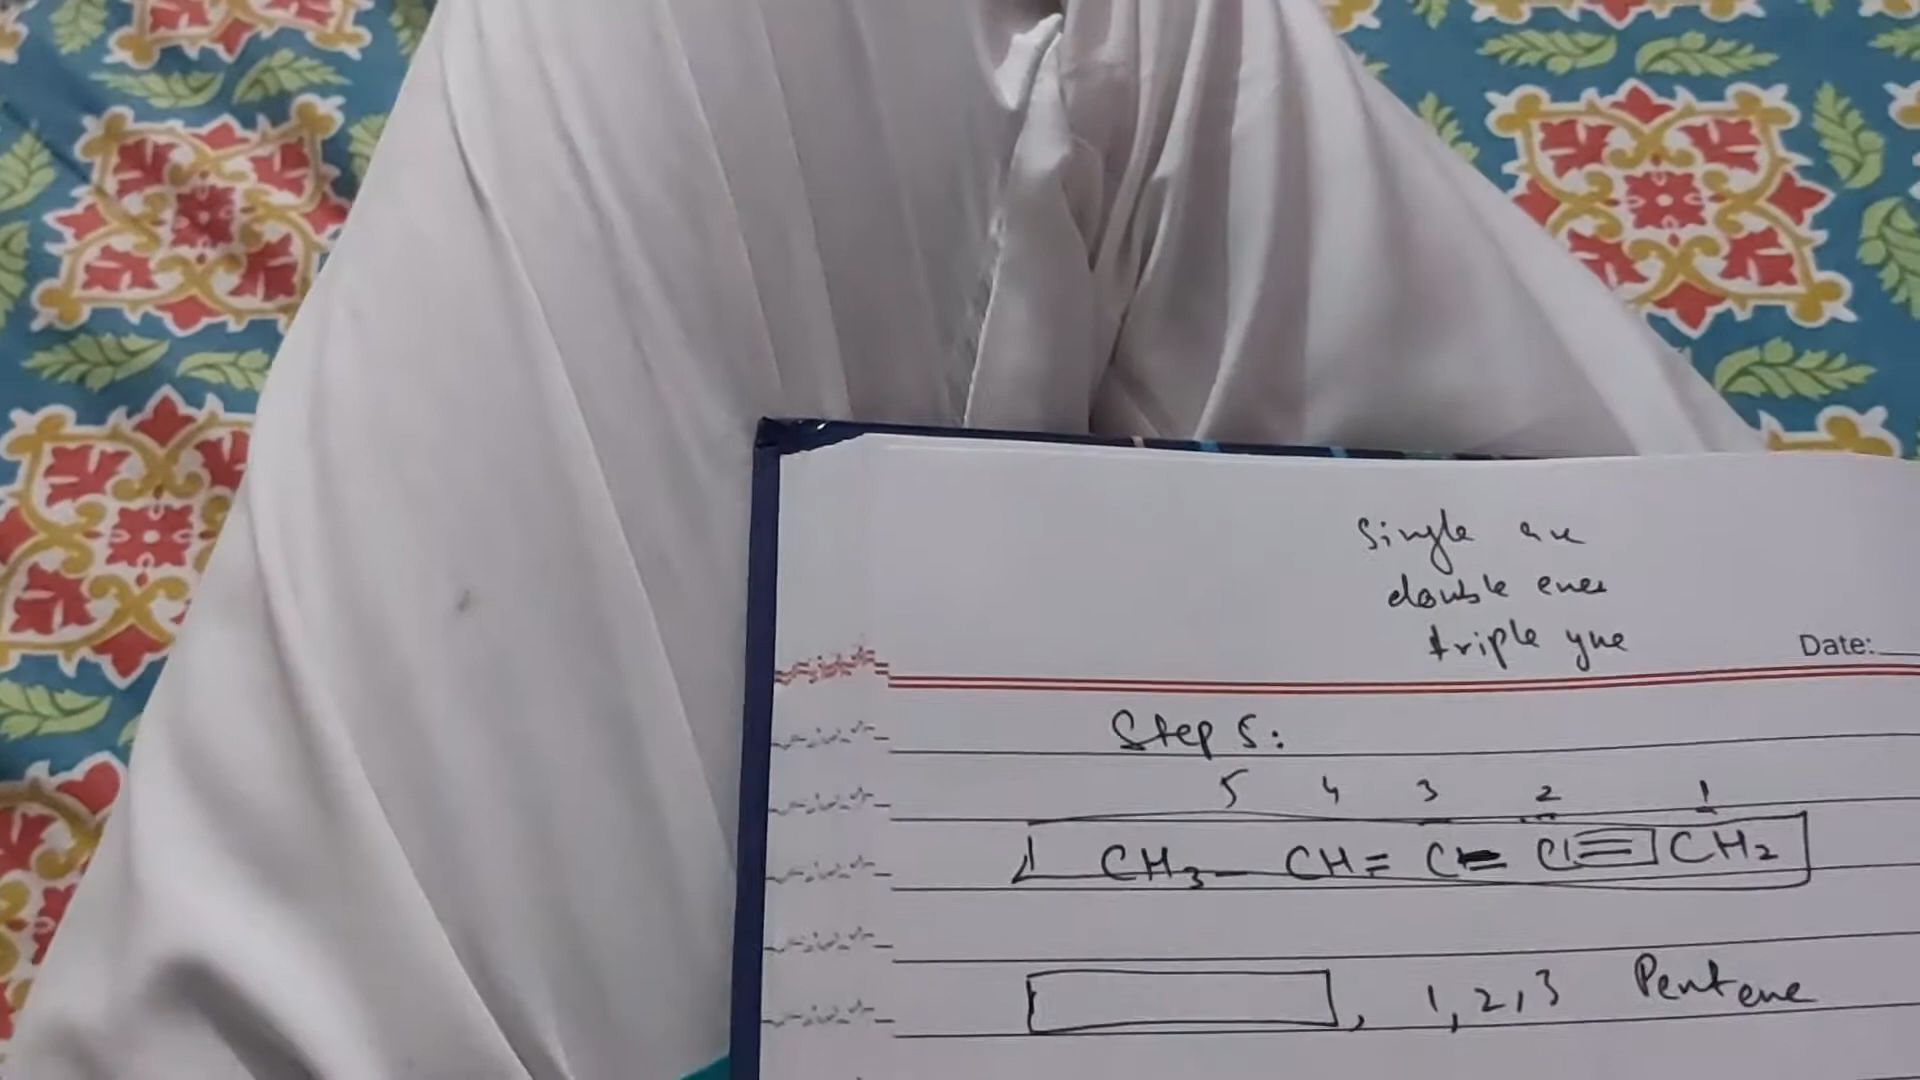 Single ane
double enes
triple yne
Date:
Step 5:
5 4 3 2 1
CH₃— CH = C = C ≡ CH₂
, 1,2,3 Pentene